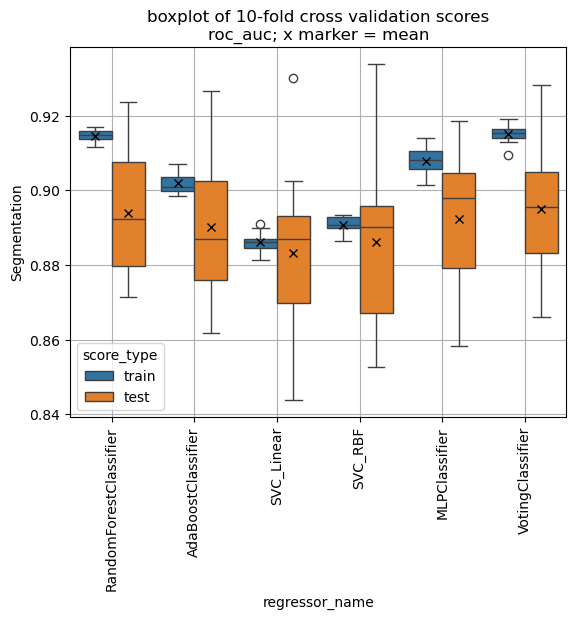 boxplot of 10-fold cross validation scores
roc_auc; x marker = mean
Segmentation
0.92
0.90
0.88
0.86
0.84
score_type
train
test
RandomForestClassifier
AdaBoostClassifier
SVC_Linear
SVC_RBF
MLPClassifier
VotingClassifier
regressor_name